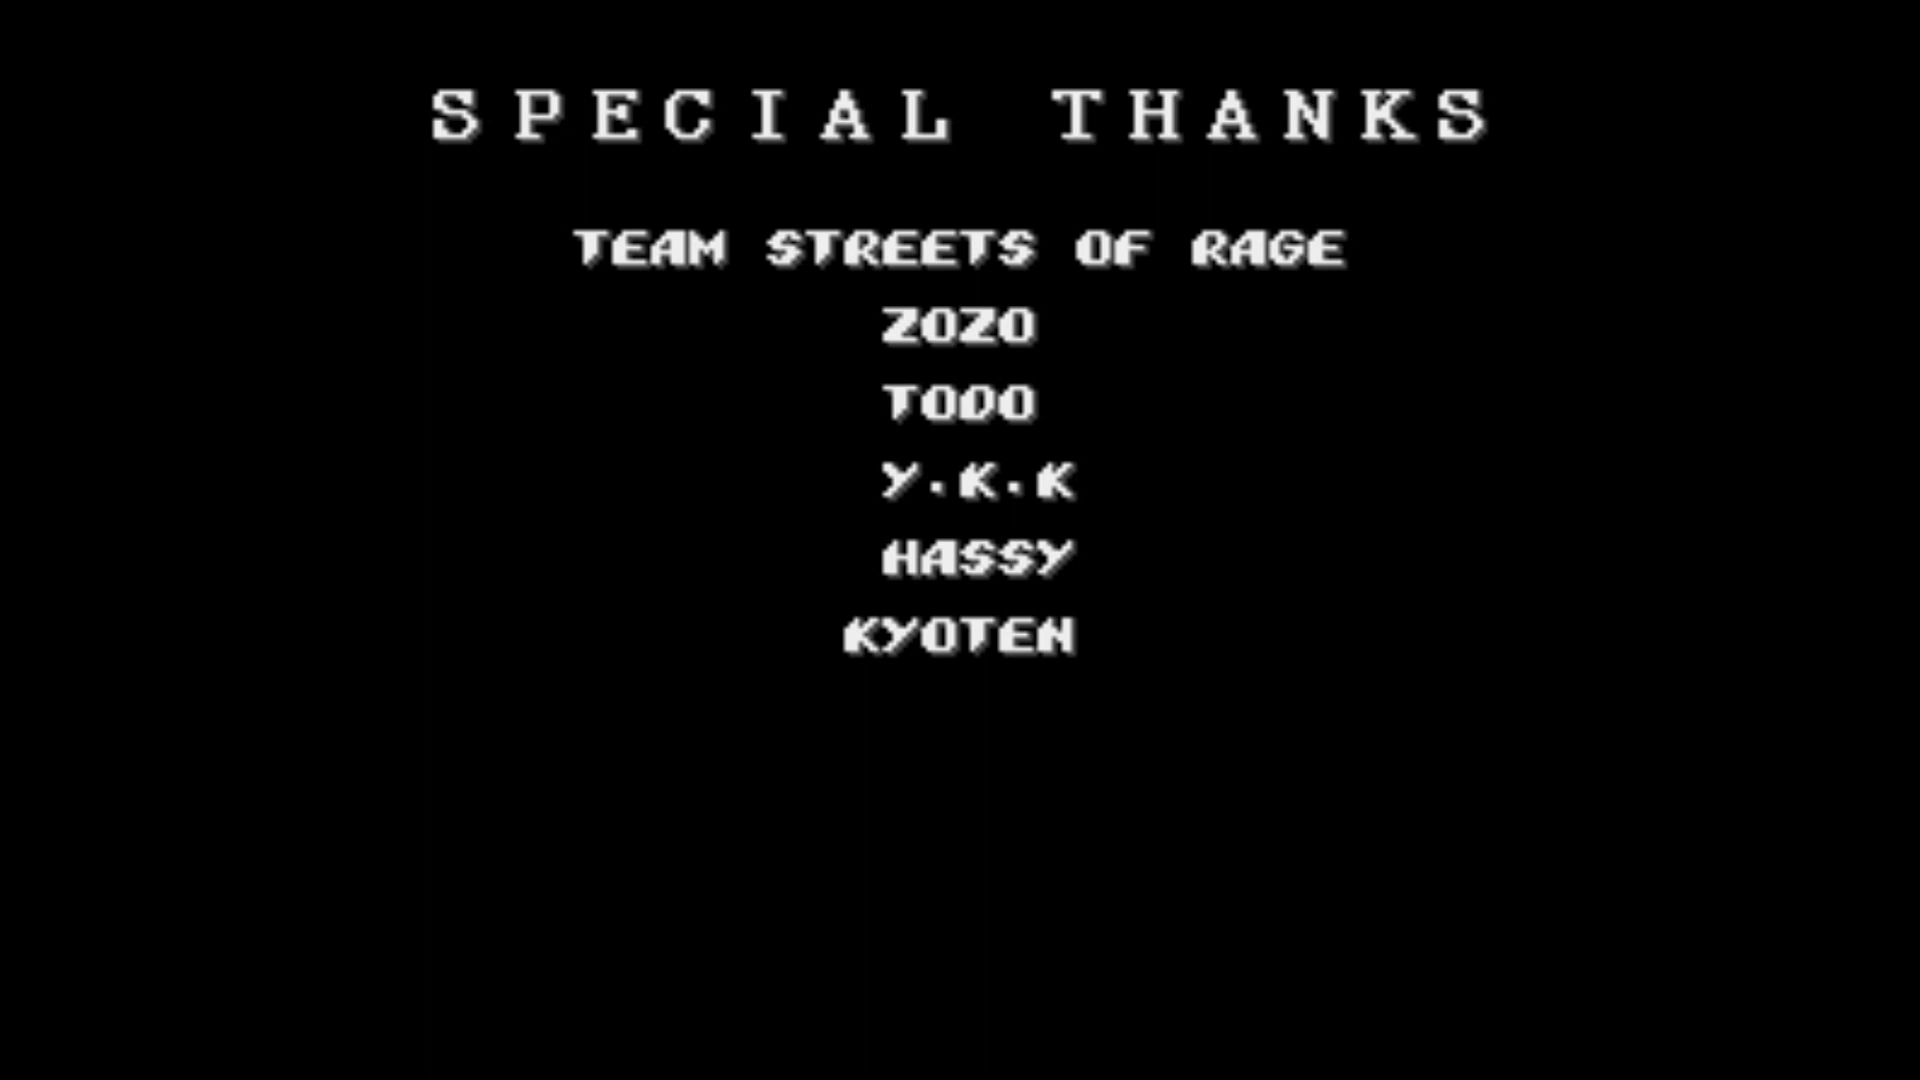 SPECIAL THANKS
TEAM STREETS OF RAGE
ZOZO
TODO
Y.K.K
HASSY
KYOTEN